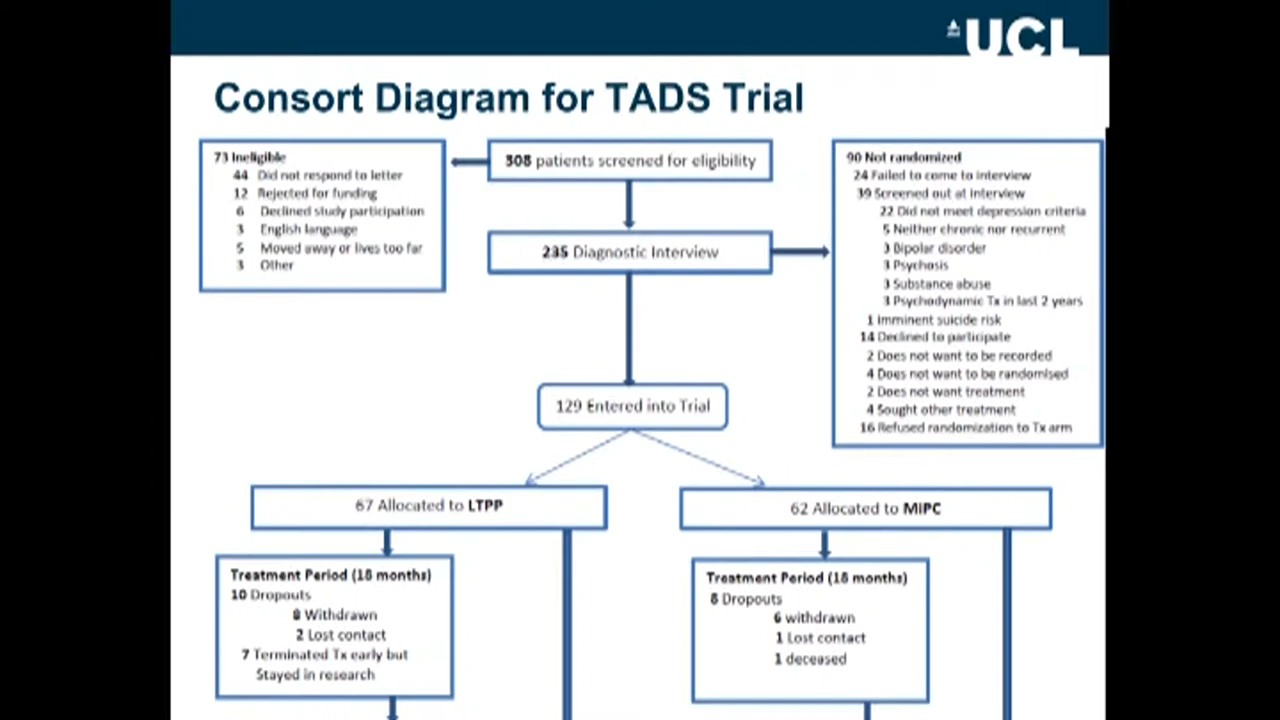 UCL
Consort Diagram for TADS Trial
73 Ineligible
44 Did not respond to letter
12 Rejected for funding
6 Declined study participation
3 English language
5 Moved away or lives too far
3 Other
308 patients screened for eligibility
235 Diagnostic Interview
90 Not randomized
24 Failed to come to interview
39 Screened out at interview
22 Did not meet depression criteria
5 Neither chronic nor recurrent
3 Bipolar disorder
3 Psychosis
3 Substance abuse
3 Psychodynamic Tx in last 2 years
1 Imminent suicide risk
14 Declined to participate
2 Does not want to be recorded
4 Does not want to be randomised
2 Does not want treatment
4 Sought other treatment
16 Refused randomization to Tx arm
129 Entered into Trial
67 Allocated to LTPP
62 Allocated to MIPC
Treatment Period (18 months)
10 Dropouts
8 Withdrawn
2 Lost contact
7 Terminated Tx early but
Stayed in research
Treatment Period (18 months)
8 Dropouts
6 withdrawn
1 Lost contact
1 deceased